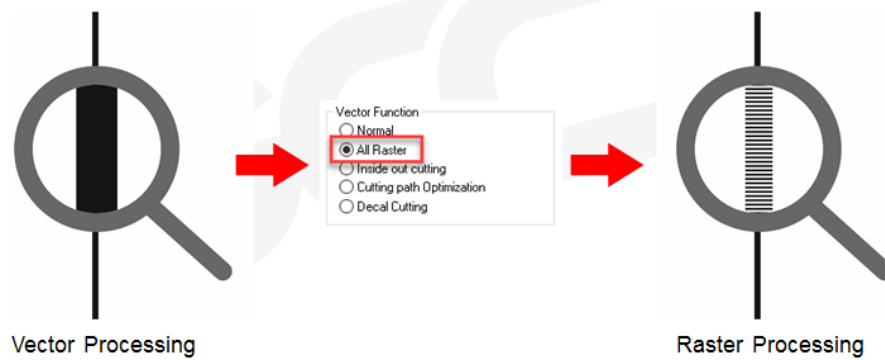 Vector Function
Normal
All Raster
Inside out cutting
Cutting path Optimization
Decal Cutting
Vector Processing
Raster Processing